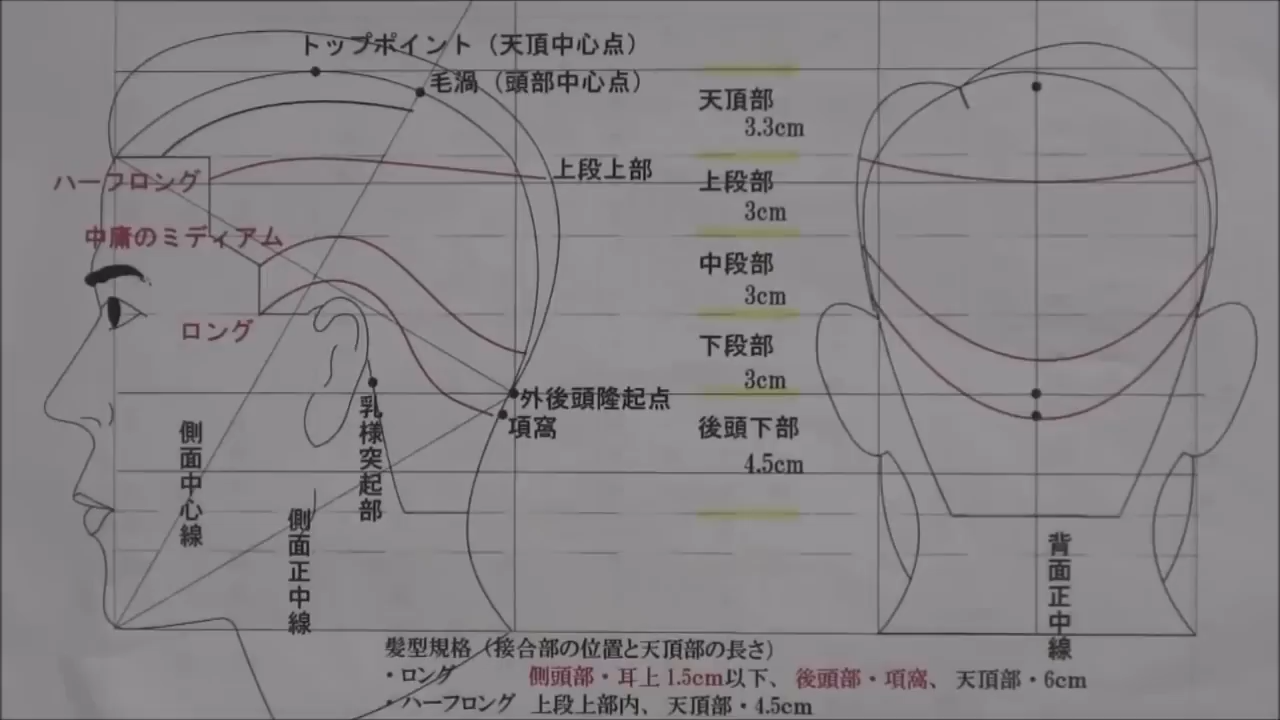 トップポイント（天頂中心点）
毛渦（頭部中心点）
天頂部
3.3cm
ハーフロング
上段上部
上段部
3cm
中庸のミディアム
中段部
3cm
ロング
下段部
3cm
外後頭隆起点
項窩
後頭下部
4.5cm
側面中心線
乳様突起部
側面正中線
背面正中線
髪型規格（接合部の位置と天頂部の長さ）
・ロング 側頭部・耳上1.5cm以下、後頭部・項窩、天頂部・6cm
・ハーフロング 上段上部内、天頂部・4.5cm